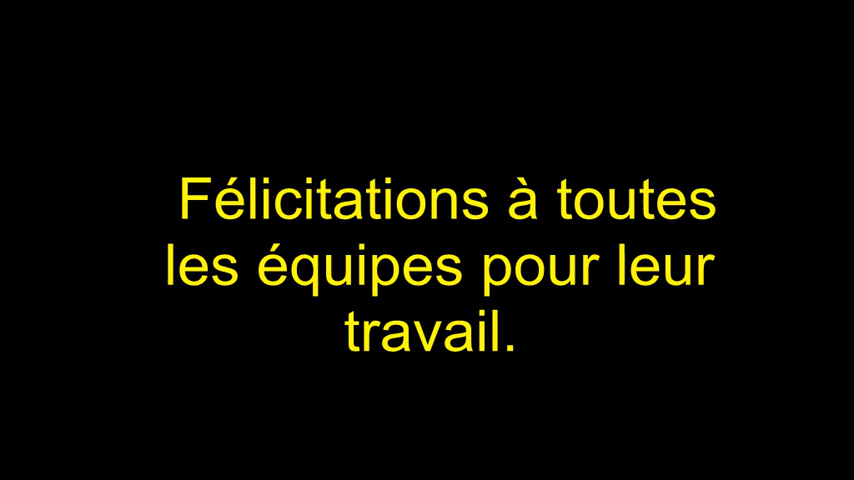 Félicitations à toutes
les équipes pour leur
travail.